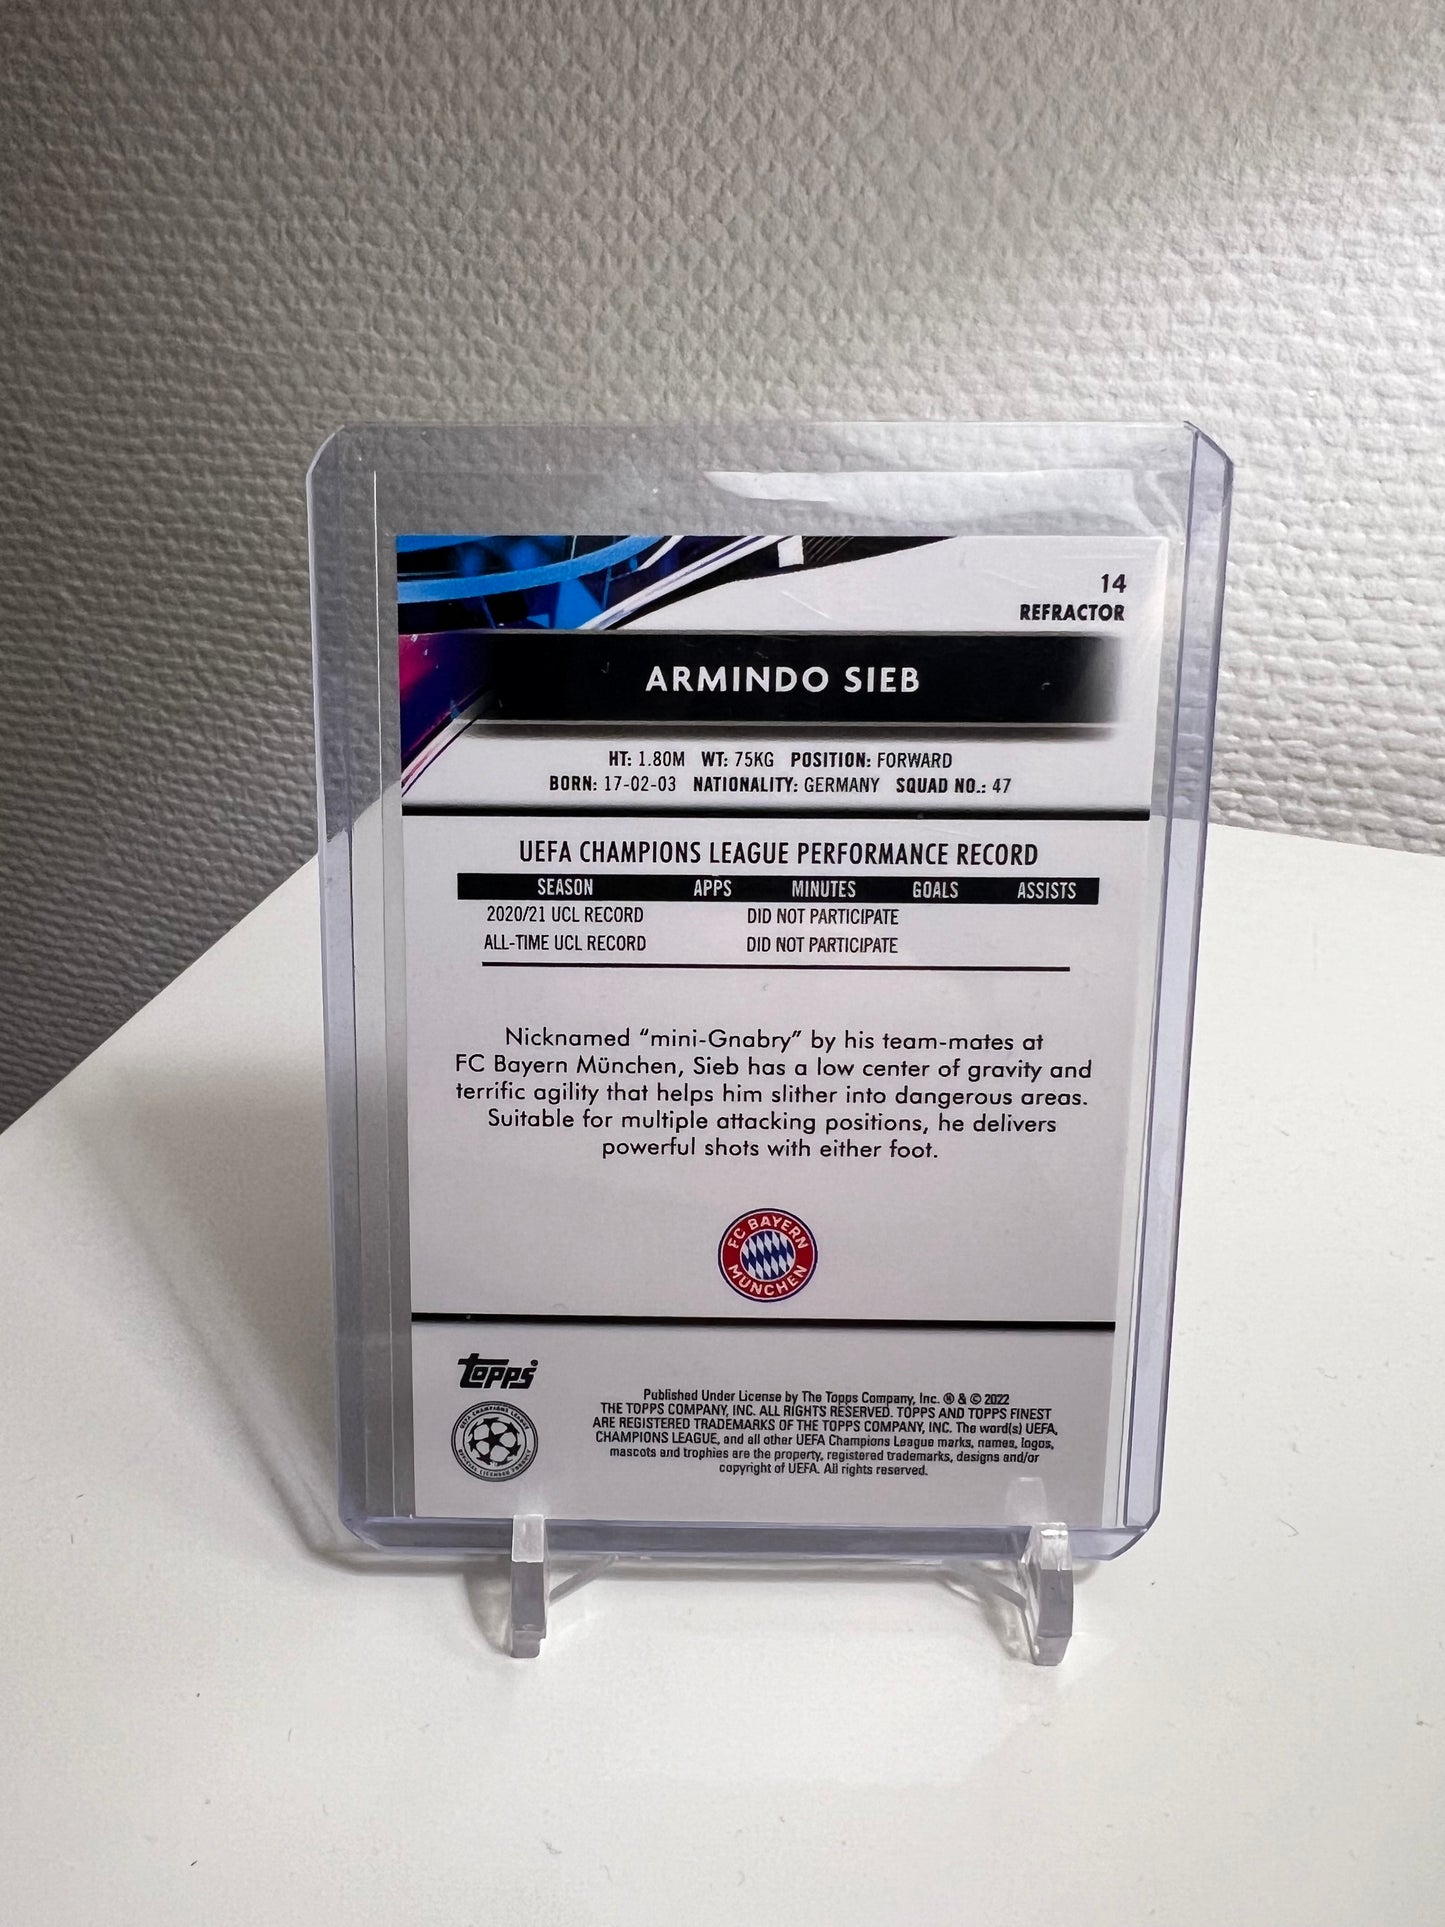 14
REFRACTOR
ARMINDO SIEB
HT: 1.80M WT: 75KG POSITION: FORWARD
BORN: 17-02-03 NATIONALITY: GERMANY SQUAD NO.: 47
UEFA CHAMPIONS LEAGUE PERFORMANCE RECORD
SEASON APPS MINUTES GOALS ASSISTS
2020/21 UCL RECORD DID NOT PARTICIPATE
ALL-TIME UCL RECORD DID NOT PARTICIPATE
Nicknamed “mini-Gnabry” by his team-mates at
FC Bayern München, Sieb has a low center of gravity and
terrific agility that helps him slither into dangerous areas.
Suitable for multiple attacking positions, he delivers
powerful shots with either foot.
FC BAYERN
MÜNCHEN
topps
UEFA CHAMPIONS LEAGUE
OFFICIAL LICENSED PRODUCT
Published Under License by The Topps Company, Inc. ® & © 2022
THE TOPPS COMPANY, INC. ALL RIGHTS RESERVED. TOPPS AND TOPPS FINEST
ARE REGISTERED TRADEMARKS OF THE TOPPS COMPANY, INC. The word(s) UEFA,
CHAMPIONS LEAGUE, and all other UEFA Champions League marks, names, logos,
mascots and trophies are the property, registered trademarks, designs and/or
copyright of UEFA. All rights reserved.